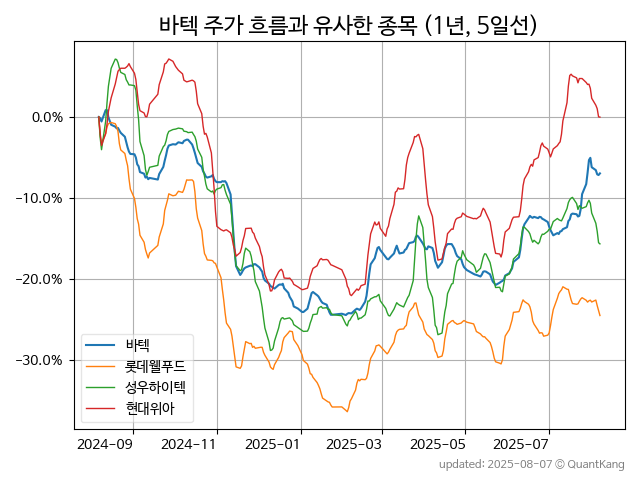 바텍 주가 흐름과 유사한 종목 (1년, 5일선)
0.0%
−10.0%
−20.0%
−30.0%
바텍
롯데웰푸드
성우하이텍
현대위아
2024-09
2024-11
2025-01
2025-03
2025-05
2025-07
updated: 2025-08-07 © QuantKang